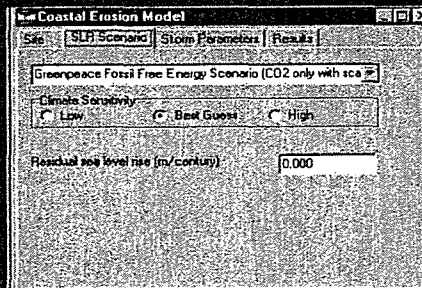 Coastal Erosion Model
Site SLR Scenario Storm Parameters Results
Greenpeace Fossil Free Energy Scenario (CO2 only with sca
Climate Sensitivity
Low Best Guess High
Residual sea level rise (m/century) 0.000